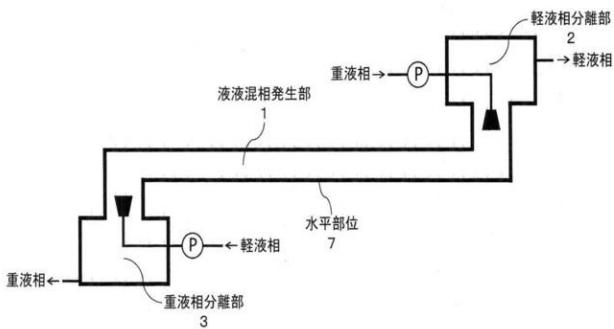 軽液相分離部
2
重液相→
P
→軽液相
液液混相発生部
1
水平部位
7
P
←軽液相
重液相←
重液相分離部
3